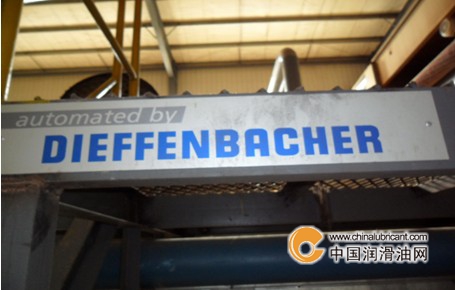 automated by
DIEFFENBACHER
www.chinalubricant.com
中国润滑油网